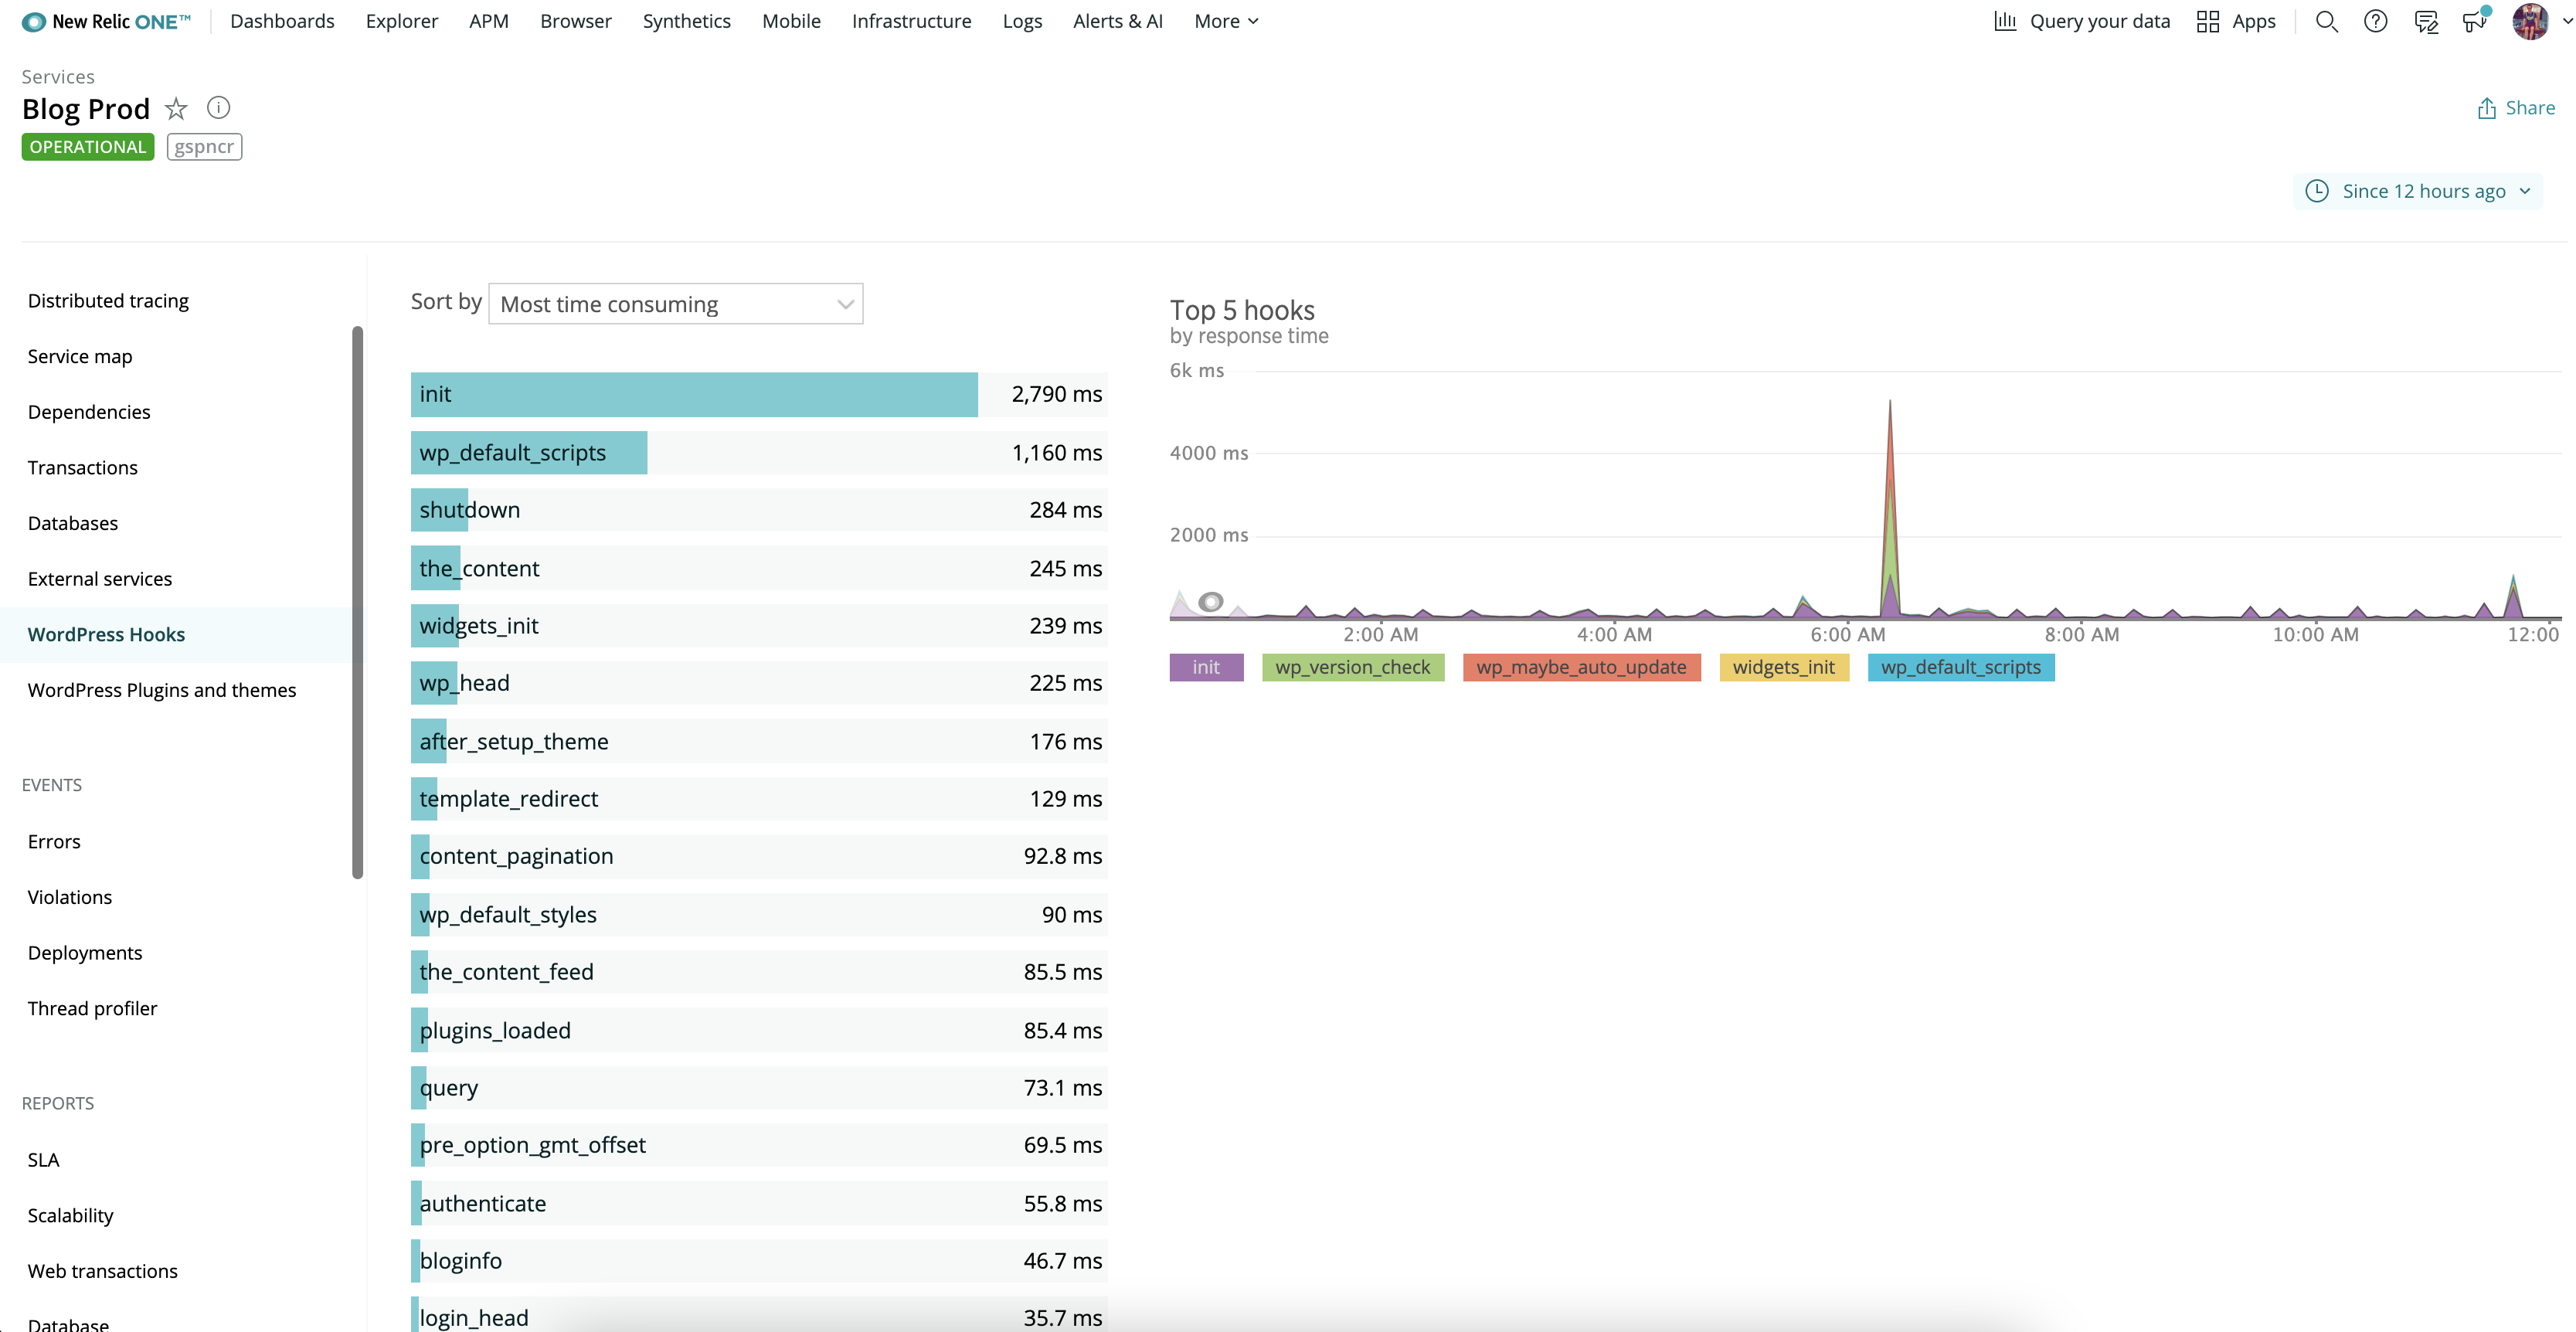 New Relic ONE™ Dashboards Explorer APM Browser Synthetics Mobile Infrastructure Logs Alerts & AI More Query your data Apps
Services
Blog Prod
Share
OPERATIONAL gspncr
Since 12 hours ago
Distributed tracing
Service map
Dependencies
Transactions
Databases
External services
WordPress Hooks
WordPress Plugins and themes
EVENTS
Errors
Violations
Deployments
Thread profiler
REPORTS
SLA
Scalability
Web transactions
Database
Sort by Most time consuming
init 2,790 ms
wp_default_scripts 1,160 ms
shutdown 284 ms
the_content 245 ms
widgets_init 239 ms
wp_head 225 ms
after_setup_theme 176 ms
template_redirect 129 ms
content_pagination 92.8 ms
wp_default_styles 90 ms
the_content_feed 85.5 ms
plugins_loaded 85.4 ms
query 73.1 ms
pre_option_gmt_offset 69.5 ms
authenticate 55.8 ms
bloginfo 46.7 ms
login_head 35.7 ms
Top 5 hooks
by response time
6k ms
4000 ms
2000 ms
2:00 AM 4:00 AM 6:00 AM 8:00 AM 10:00 AM 12:00
init wp_version_check wp_maybe_auto_update widgets_init wp_default_scripts